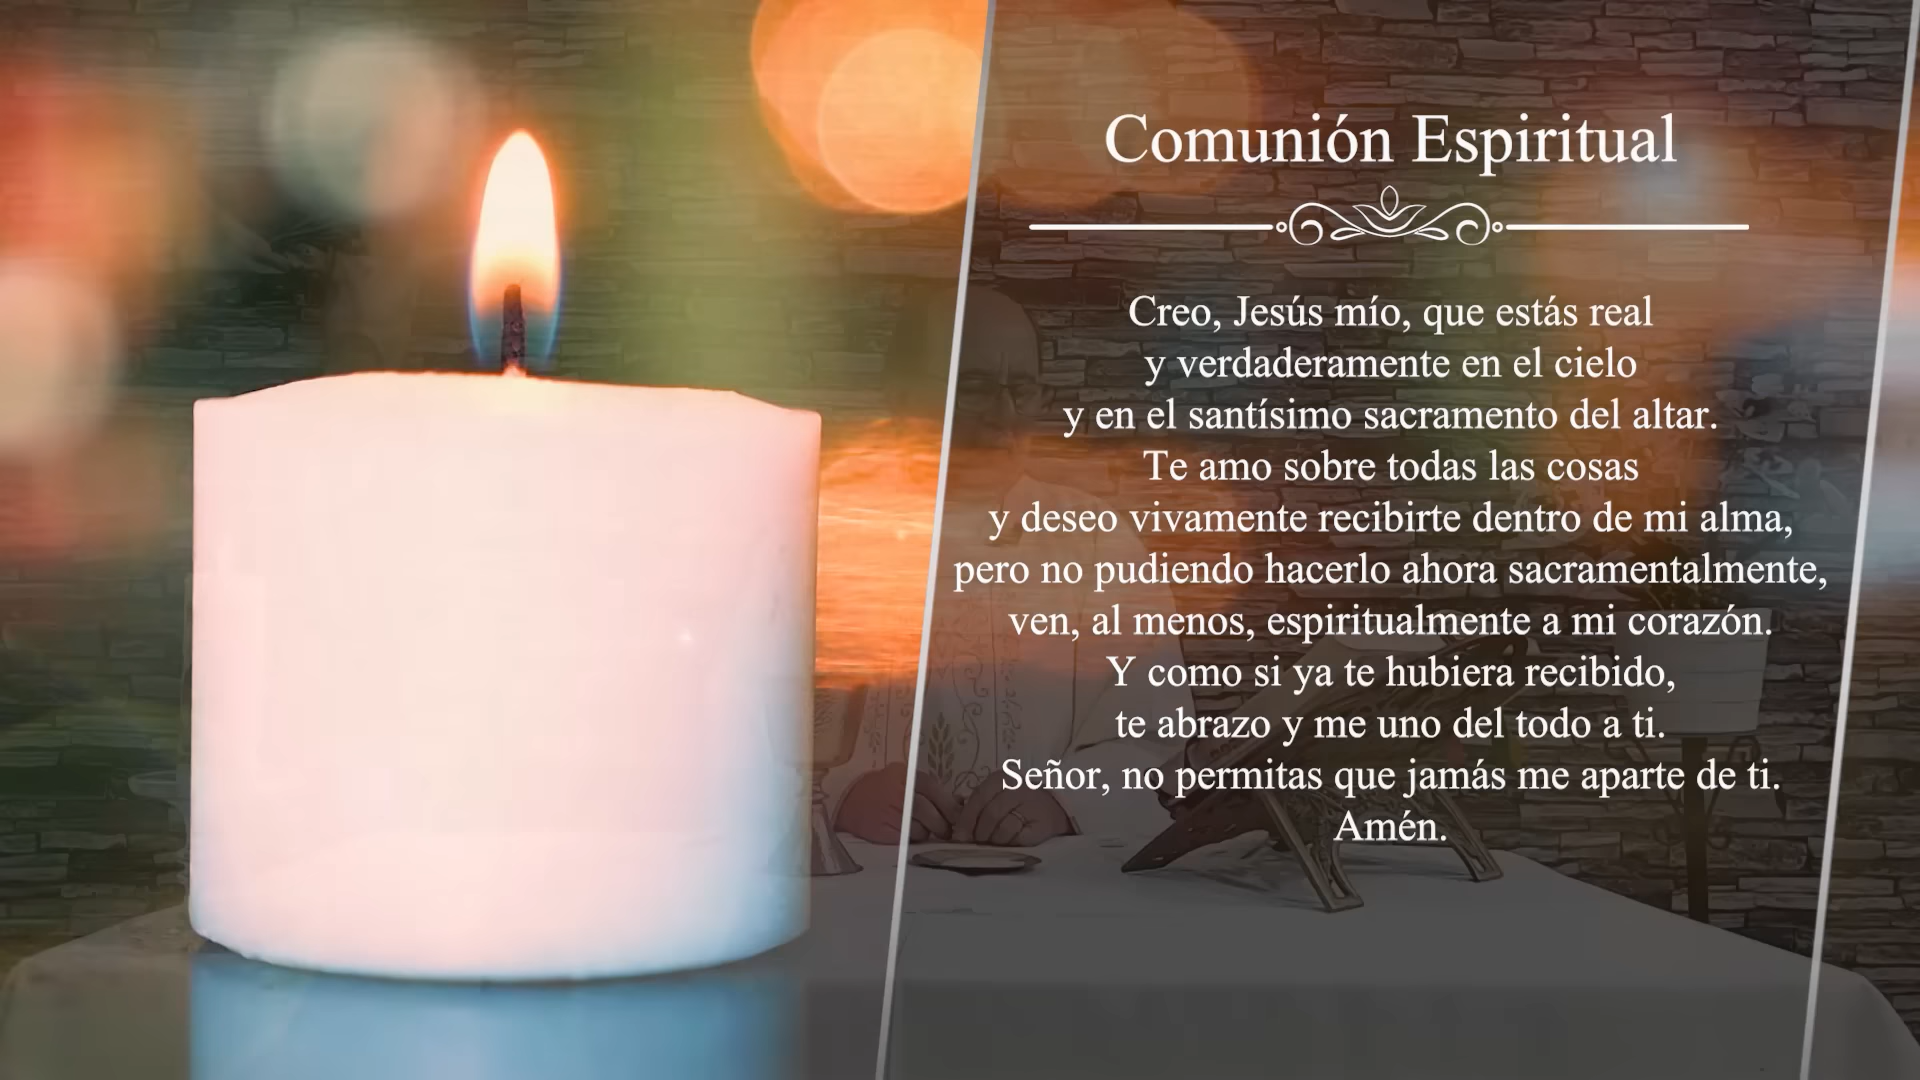 Comunión Espiritual
Creo, Jesús mío, que estás real
y verdaderamente en el cielo
y en el santísimo sacramento del altar.
Te amo sobre todas las cosas
y deseo vivamente recibirte dentro de mi alma,
pero no pudiendo hacerlo ahora sacramentalmente,
ven, al menos, espiritualmente a mi corazón.
Y como si ya te hubiera recibido,
te abrazo y me uno del todo a ti.
Señor, no permitas que jamás me aparte de ti.
Amén.